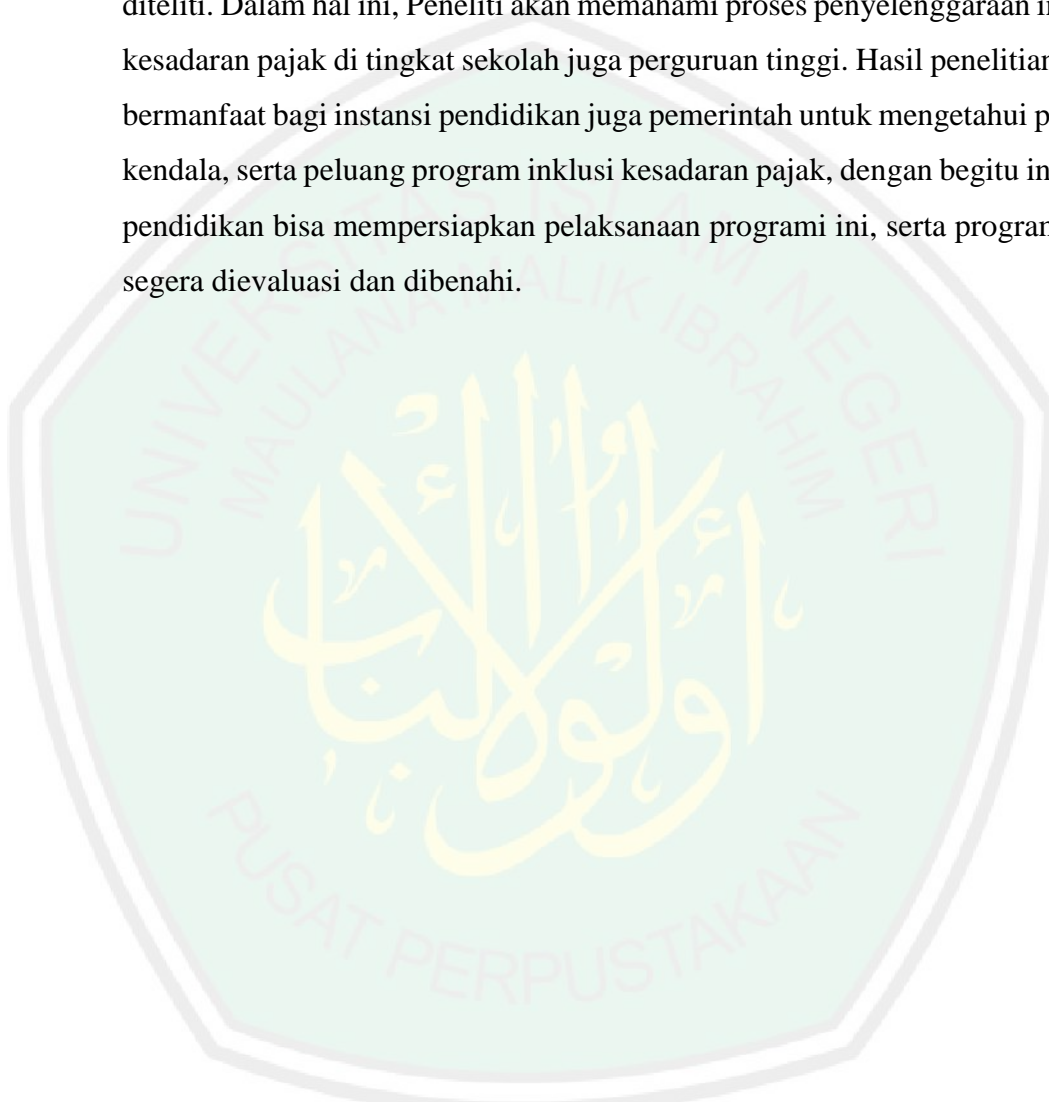 diteliti. Dalam hal ini, Peneliti akan memahami proses penyelenggaraan
kesadaran pajak di tingkat sekolah juga perguruan tinggi. Hasil penelitian
bermanfaat bagi instansi pendidikan juga pemerintah untuk mengetahui
kendala, serta peluang program inklusi kesadaran pajak, dengan begitu
pendidikan bisa mempersiapkan pelaksanaan programi ini, serta program
segera dievaluasi dan dibenahi.
UNIVERSITAS ISLAM NEGERI
MAULANA MALIK IBRAHIM
أولوا الألباب
PUSAT PERPUSTAKAAN